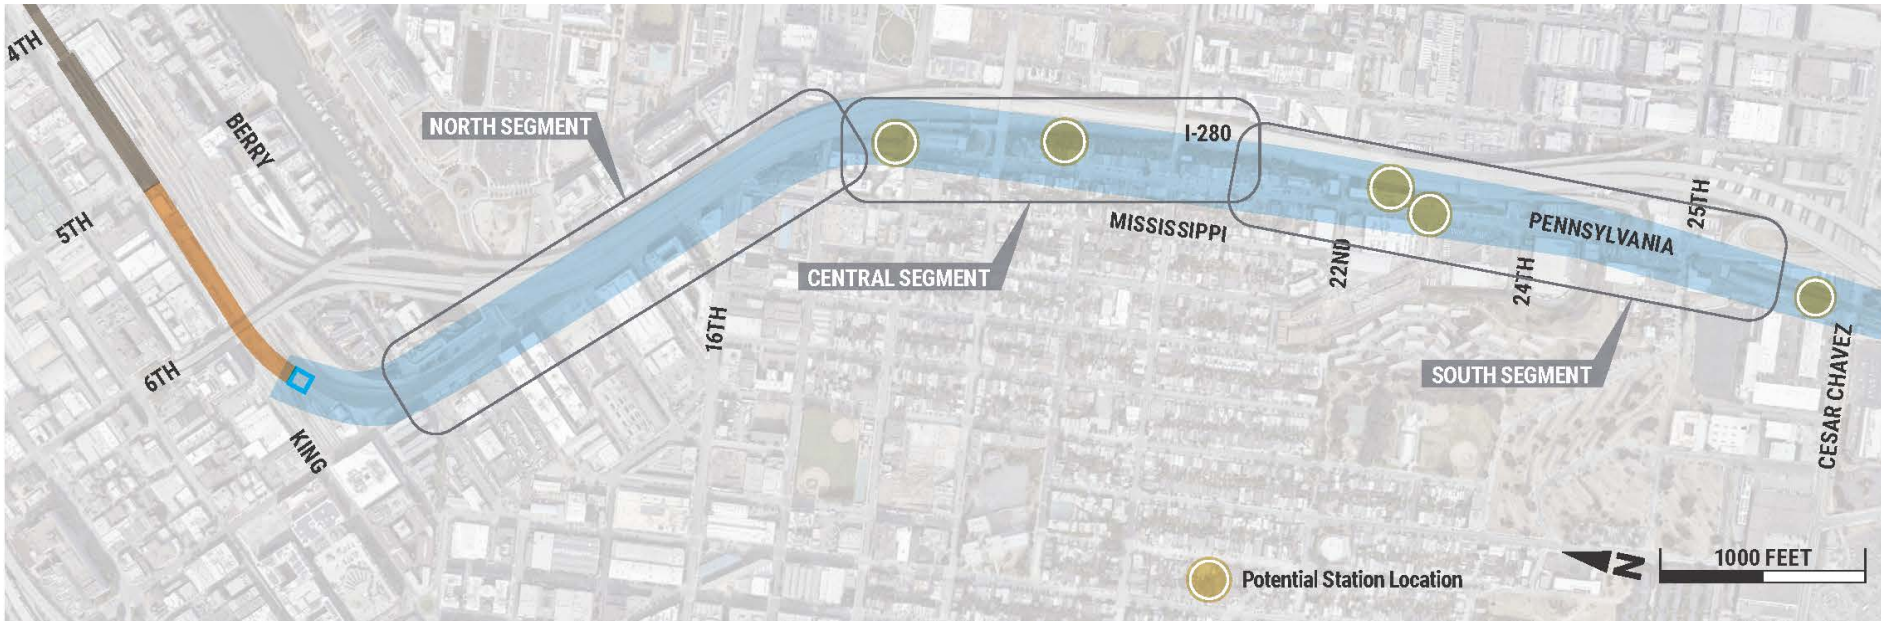 4TH
BERRY
5TH
6TH
KING
NORTH SEGMENT
16TH
CENTRAL SEGMENT
I-280
MISSISSIPPI
22ND
24TH
PENNSYLVANIA
25TH
SOUTH SEGMENT
CESAR CHAVEZ
Potential Station Location
N
1000 FEET